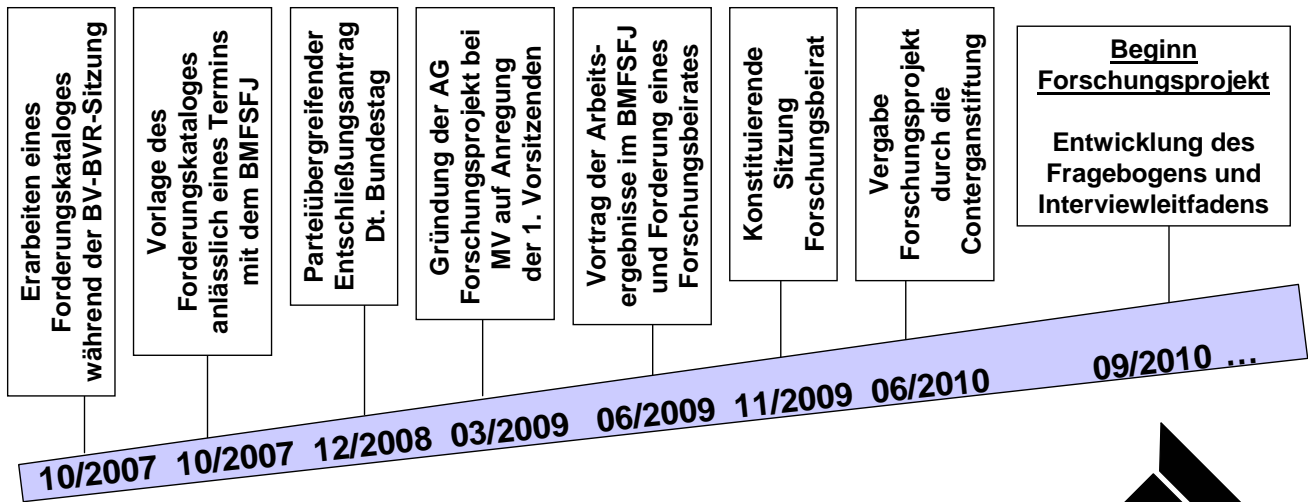 Erarbeiten eines
Forderungskataloges
während der BV-BVR-Sitzung
Vorlage des
Forderungskataloges
anlässlich eines Termins
mit dem BMFSFJ
Parteiübergreifender
Entschließungsantrag
Dt. Bundestag
Gründung der AG
Forschungsprojekt bei
MV auf Anregung
der 1. Vorsitzenden
Vortrag der Arbeits-
ergebnisse im BMFSFJ
und Forderung eines
Forschungsbeirates
Konstituierende
Sitzung
Forschungsbeirat
Vergabe
Forschungsprojekt
durch die
Conterganstiftung
Beginn
Forschungsprojekt
Entwicklung des
Fragebogens und
Interviewleitfadens
10/2007 10/2007 12/2008 03/2009 06/2009 11/2009 06/2010 09/2010 ...